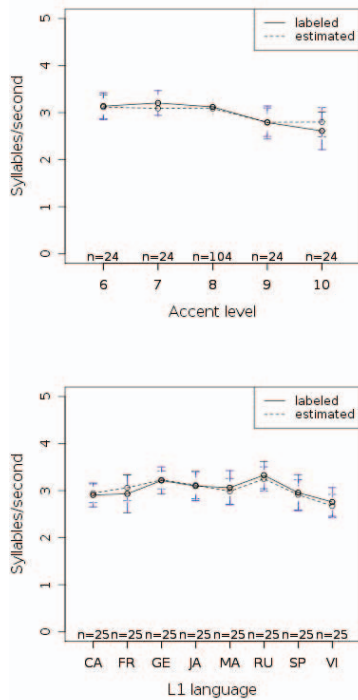 labeled
estimated
Syllables/second
0 1 2 3 4 5
n=24 n=24 n=104 n=24 n=24
6 7 8 9 10
Accent level
labeled
estimated
Syllables/second
0 1 2 3 4 5
n=25 n=25 n=25 n=25 n=25 n=25 n=25 n=25
CA FR GE JA MA RU SP VI
L1 language